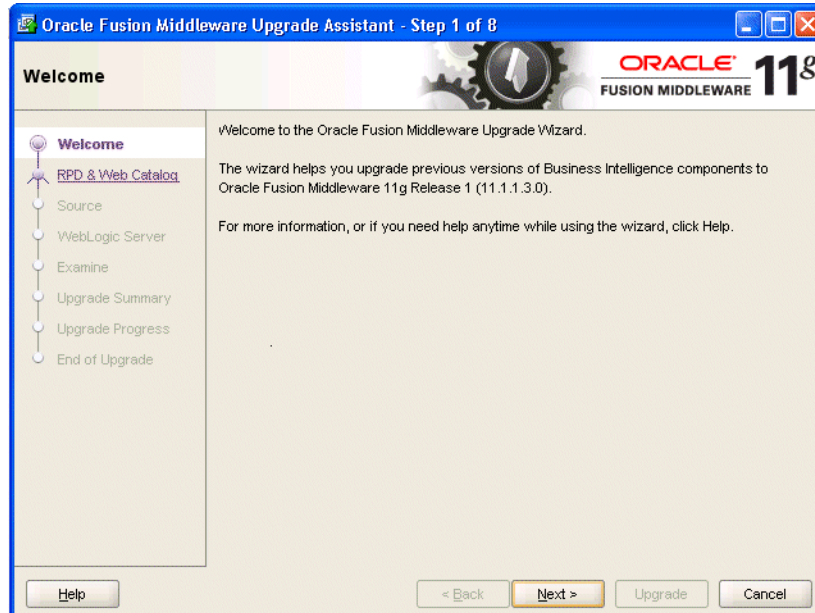 Oracle Fusion Middleware Upgrade Assistant - Step 1 of 8
Welcome
ORACLE
FUSION MIDDLEWARE
11g
Welcome
RPD & Web Catalog
Source
WebLogic Server
Examine
Upgrade Summary
Upgrade Progress
End of Upgrade
Welcome to the Oracle Fusion Middleware Upgrade Wizard.
The wizard helps you upgrade previous versions of Business Intelligence components to
Oracle Fusion Middleware 11g Release 1 (11.1.1.3.0).
For more information, or if you need help anytime while using the wizard, click Help.
Help
< Back
Next >
Upgrade
Cancel